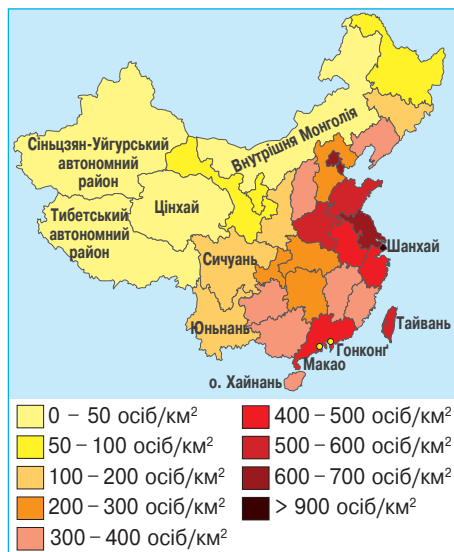 Сіньцзян-Уйгурський
автономний
район
Внутрішня Монголія
Тибетський
автономний
район
Цінхай
Сичуань
Юньнань
Шанхай
Тайвань
Гонконг
Макао
о. Хайнань
0 – 50 осіб/км²
50 – 100 осіб/км²
100 – 200 осіб/км²
200 – 300 осіб/км²
300 – 400 осіб/км²
400 – 500 осіб/км²
500 – 600 осіб/км²
600 – 700 осіб/км²
> 900 осіб/км²